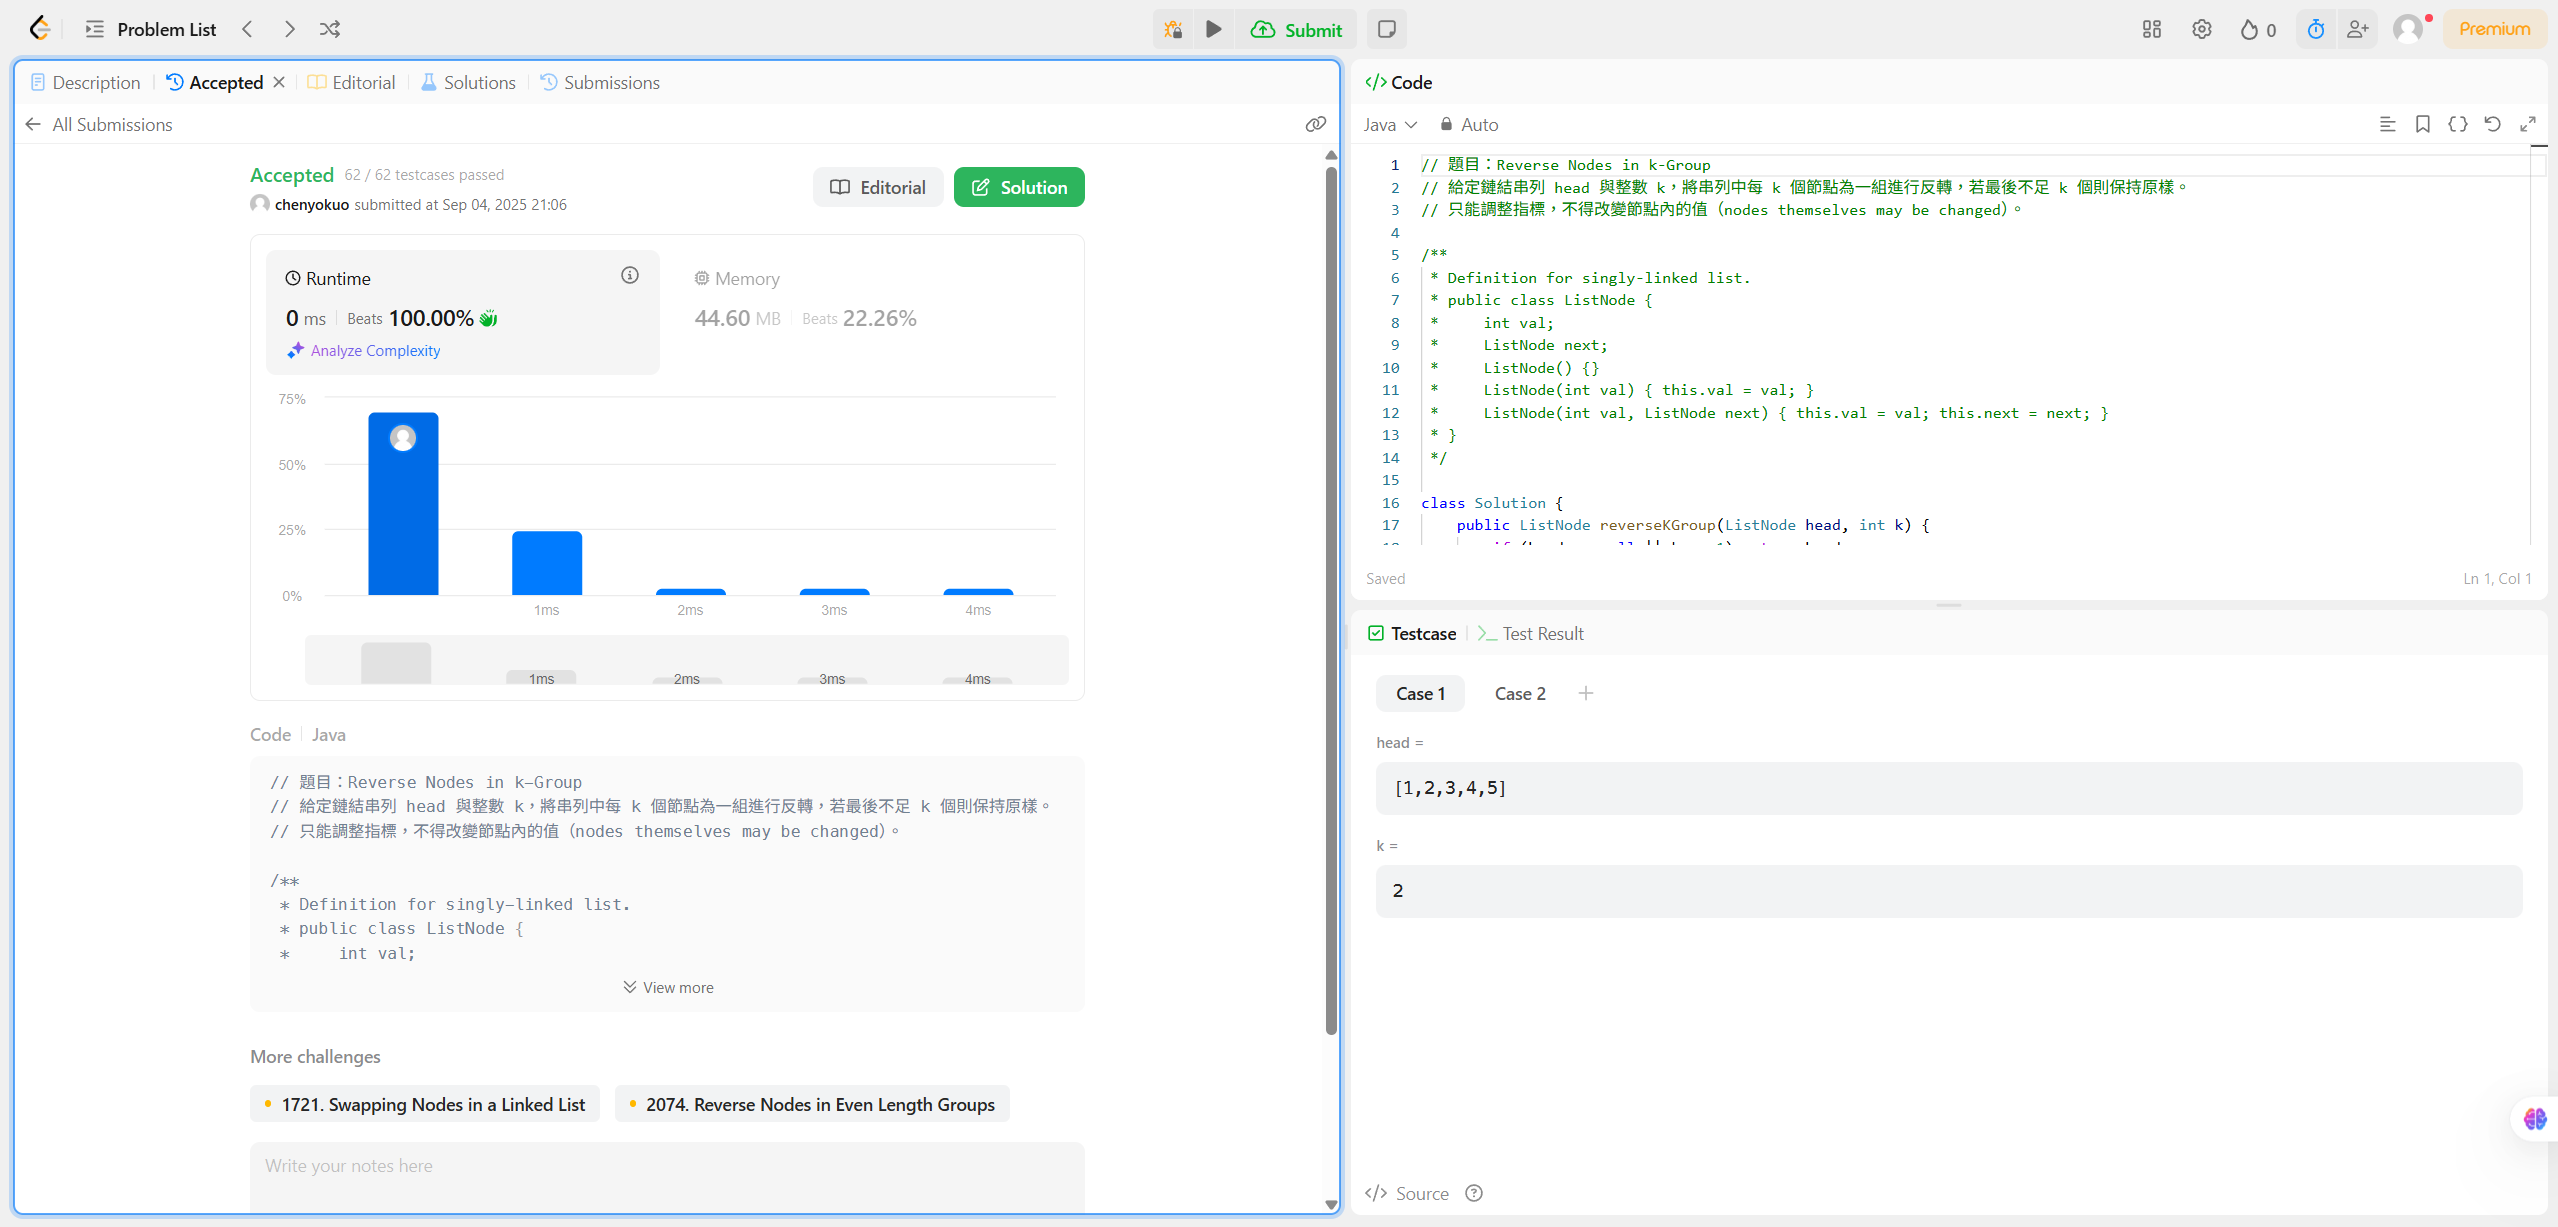 Problem List
Submit
0
Premium
Description
Accepted
Editorial
Solutions
Submissions
All Submissions
Accepted 62 / 62 testcases passed
chenyokuo submitted at Sep 04, 2025 21:06
Editorial
Solution
Runtime
0 ms Beats 100.00%
Analyze Complexity
Memory
44.60 MB Beats 22.26%
75%
50%
25%
0%
1ms 2ms 3ms 4ms
1ms 2ms 3ms 4ms
Code Java
// 題目：Reverse Nodes in k-Group
// 給定鏈結串列 head 與整數 k，將串列中每 k 個節點為一組進行反轉，若最後不足 k 個則保持原樣。
// 只能調整指標，不得改變節點內的值（nodes themselves may be changed）。
/**
* Definition for singly-linked list.
* public class ListNode {
*     int val;
View more
More challenges
1721. Swapping Nodes in a Linked List
2074. Reverse Nodes in Even Length Groups
Write your notes here
Code
Java
Auto
1 // 題目：Reverse Nodes in k-Group
2 // 給定鏈結串列 head 與整數 k，將串列中每 k 個節點為一組進行反轉，若最後不足 k 個則保持原樣。
3 // 只能調整指標，不得改變節點內的值（nodes themselves may be changed）。
4
5 /**
6  * Definition for singly-linked list.
7  * public class ListNode {
8  *     int val;
9  *     ListNode next;
10  *     ListNode() {}
11  *     ListNode(int val) { this.val = val; }
12  *     ListNode(int val, ListNode next) { this.val = val; this.next = next; }
13  * }
14  */
15
16 class Solution {
17     public ListNode reverseKGroup(ListNode head, int k) {
Saved
Ln 1, Col 1
Testcase
Test Result
Case 1
Case 2
head =
[1,2,3,4,5]
k =
2
Source